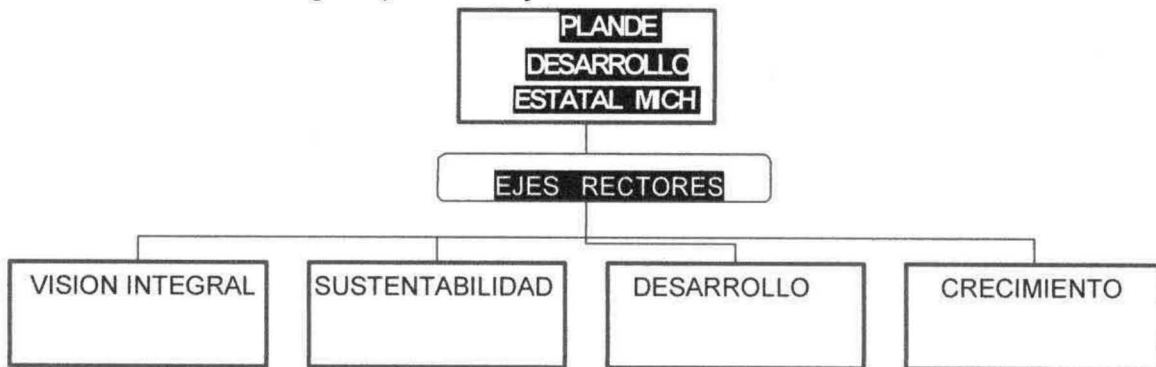 PLANDE
DESARROLLO
ESTATAL MICH
EJES RECTORES
VISION INTEGRAL
SUSTENTABILIDAD
DESARROLLO
CRECIMIENTO